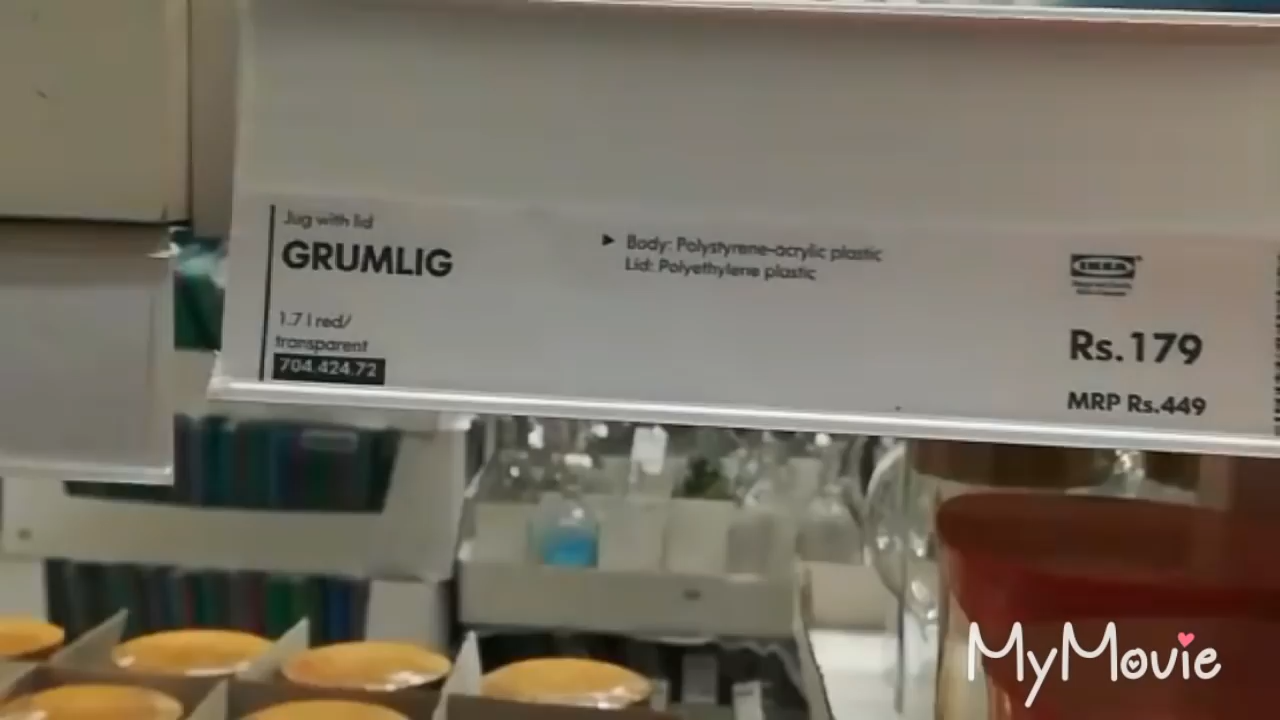 Jug with lid
GRUMLIG
1.7 l red/
transparent
704.424.72
▶ Body: Polystyrene-acrylic plastic
Lid: Polyethylene plastic
IKEA
Rs.179
MRP Rs.449
MyMovie